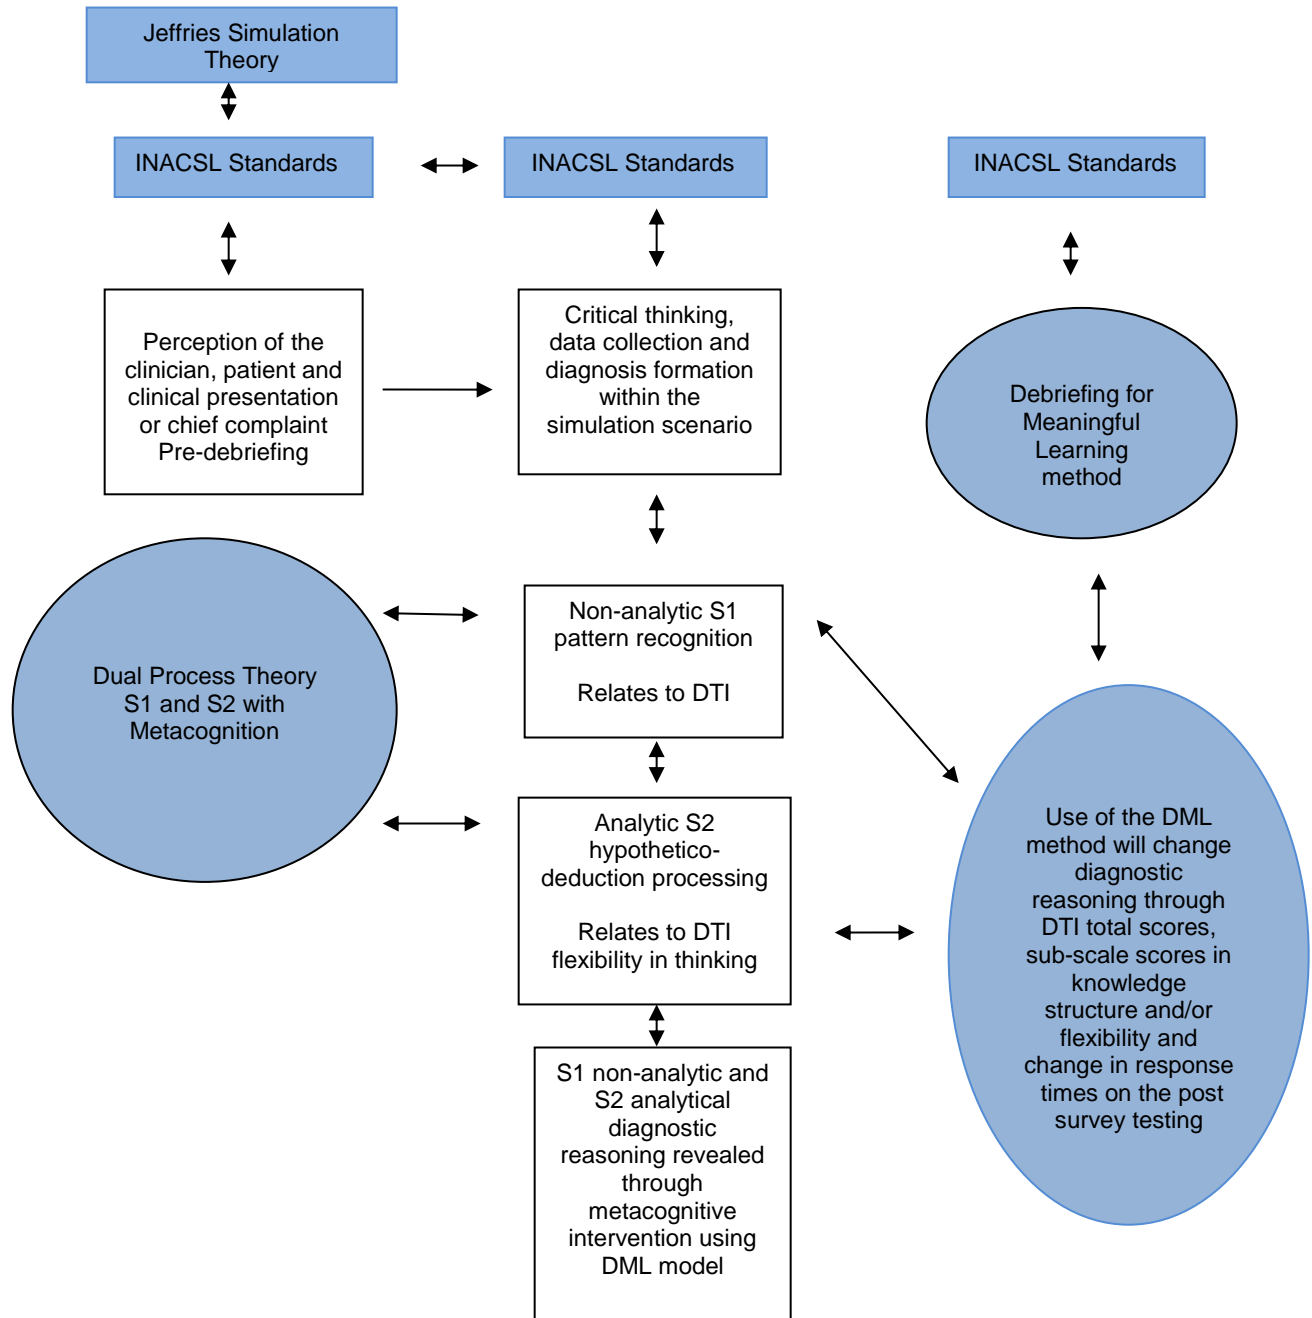 Jeffries Simulation
Theory
INACSL Standards
INACSL Standards
INACSL Standards
Perception of the
clinician, patient and
clinical presentation
or chief complaint
Pre-debriefing
Critical thinking,
data collection and
diagnosis formation
within the
simulation scenario
Debriefing for
Meaningful
Learning
method
Dual Process Theory
S1 and S2 with
Metacognition
Non-analytic S1
pattern recognition
Relates to DTI
Analytic S2
hypothetico-
deduction processing
Relates to DTI
flexibility in thinking
Use of the DML
method will change
diagnostic
reasoning through
DTI total scores,
sub-scale scores in
knowledge
structure and/or
flexibility and
change in response
times on the post
survey testing
S1 non-analytic and
S2 analytical
diagnostic
reasoning revealed
through
metacognitive
intervention using
DML model